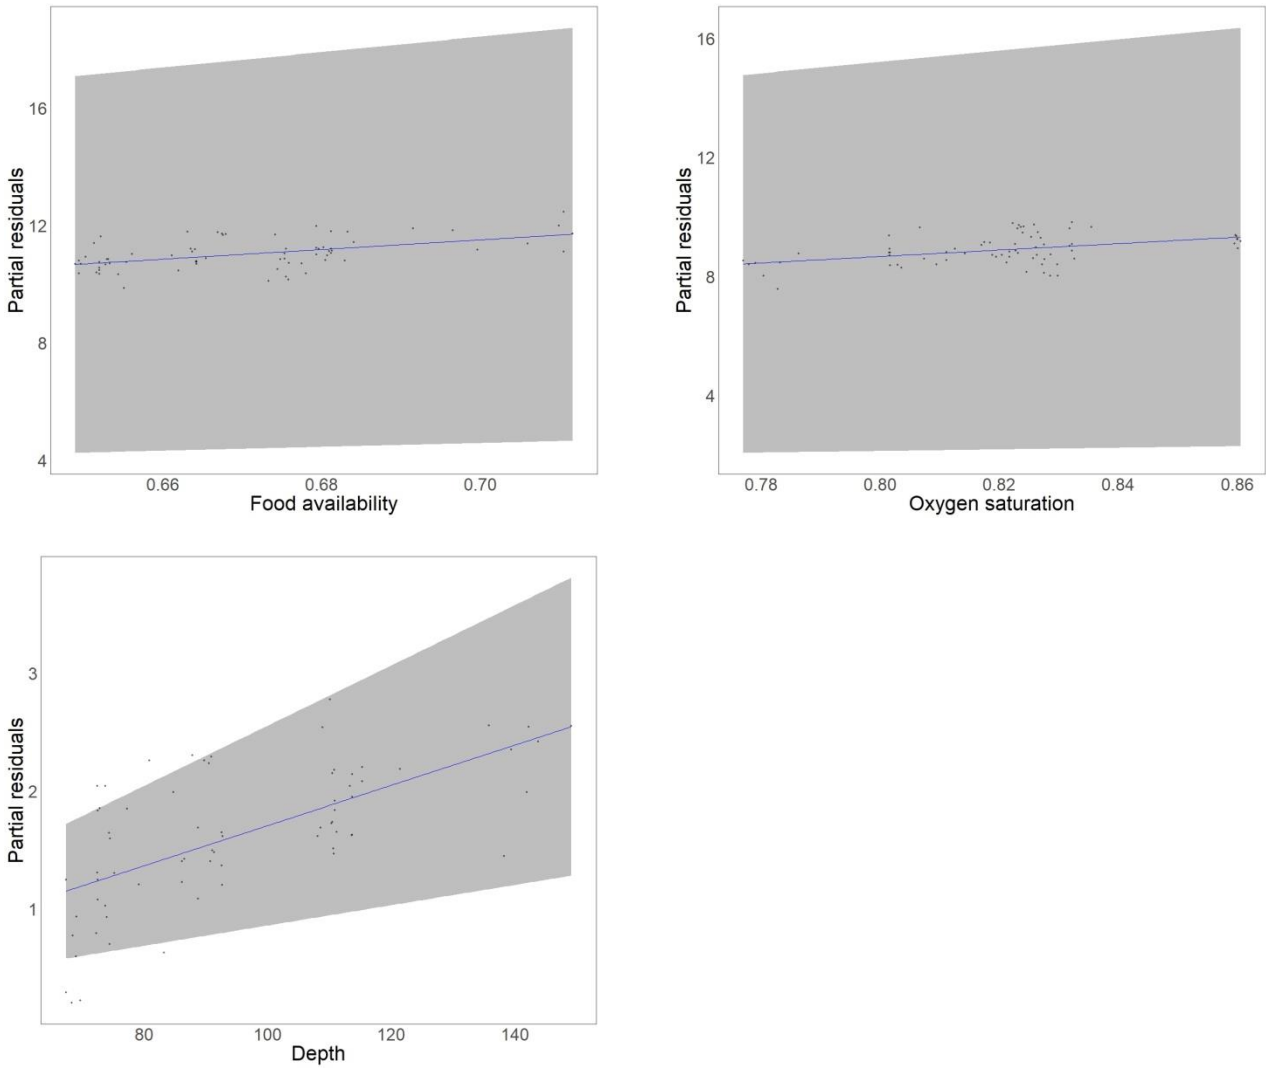 Partial residuals
16
12
8
4
0.66 0.68 0.70
Food availability
Partial residuals
16
12
8
4
0.78 0.80 0.82 0.84 0.86
Oxygen saturation
Partial residuals
3
2
1
80 100 120 140
Depth